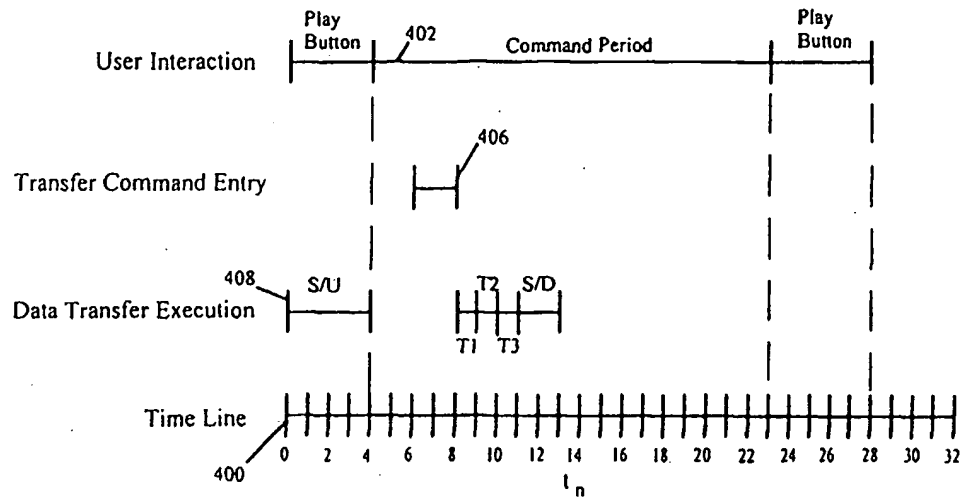 Play
Button
User Interaction
402
Command Period
Play
Button
Transfer Command Entry
406
Data Transfer Execution
408
S/U
T1
T2
T3
S/D
Time Line
400
0 2 4 6 8 10 12 14 16 18 20 22 24 26 28 30 32
t n